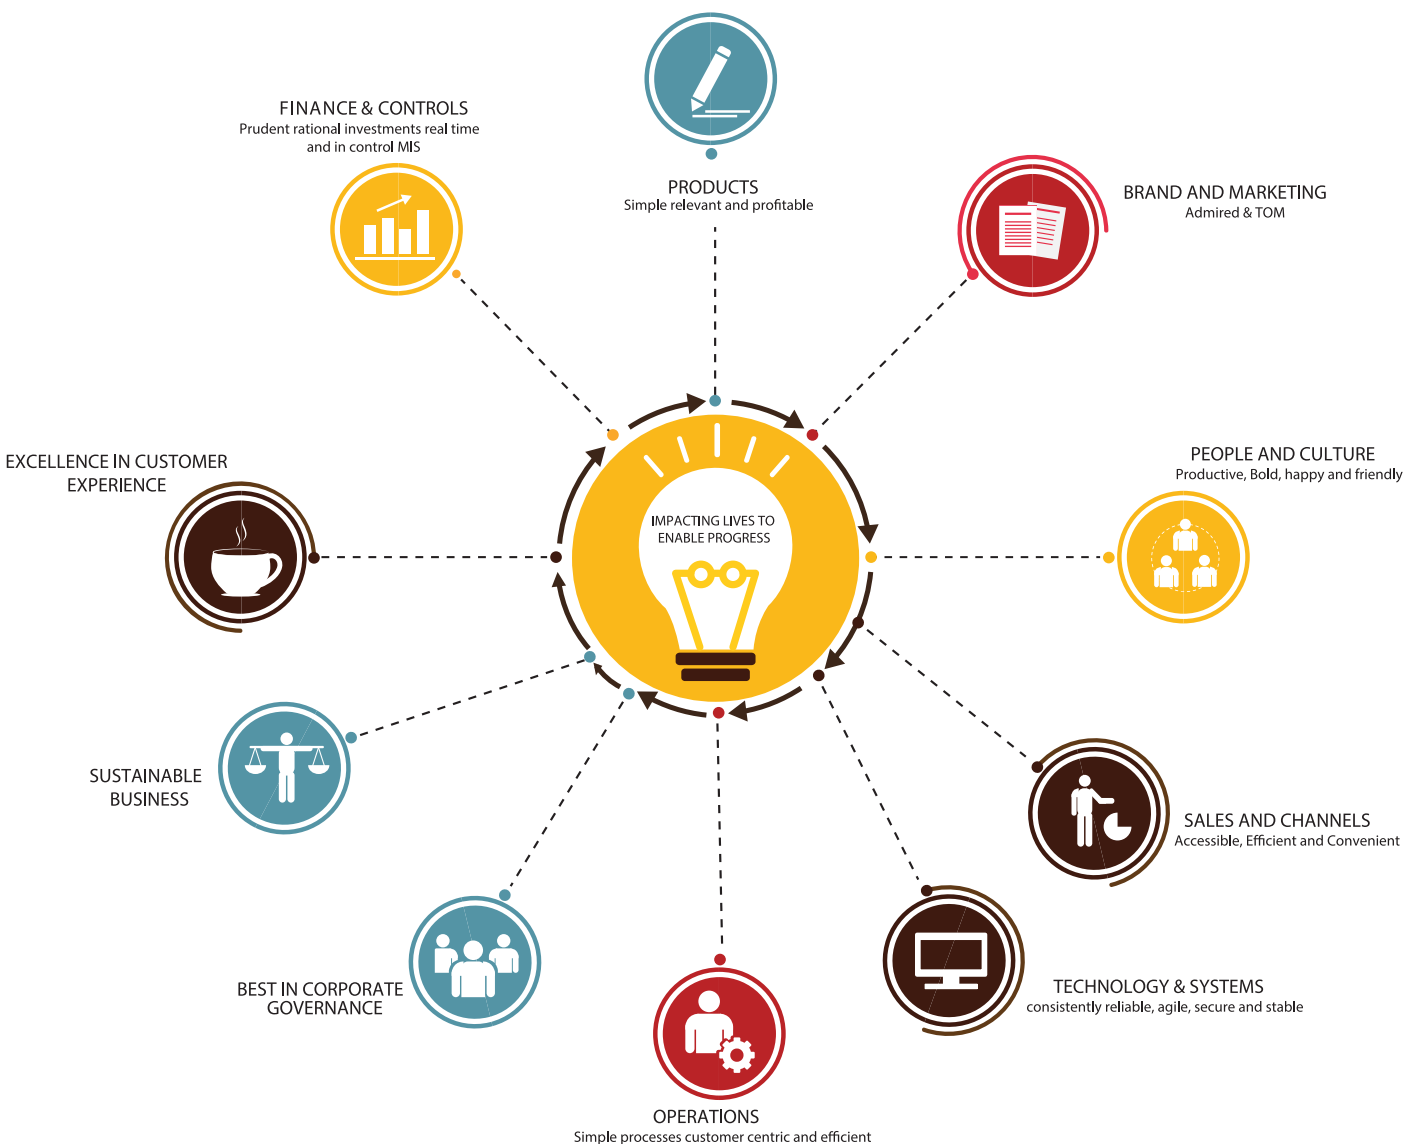 PRODUCTS
Simple relevant and profitable
FINANCE & CONTROLS
Prudent rational investments real time
and in control MIS
BRAND AND MARKETING
Admired & TOM
EXCELLENCE IN CUSTOMER
EXPERIENCE
PEOPLE AND CULTURE
Productive, Bold, happy and friendly
IMPACTING LIVES TO
ENABLE PROGRESS
SUSTAINABLE
BUSINESS
SALES AND CHANNELS
Accessible, Efficient and Convenient
BEST IN CORPORATE
GOVERNANCE
TECHNOLOGY & SYSTEMS
consistently reliable, agile, secure and stable
OPERATIONS
Simple processes customer centric and efficient